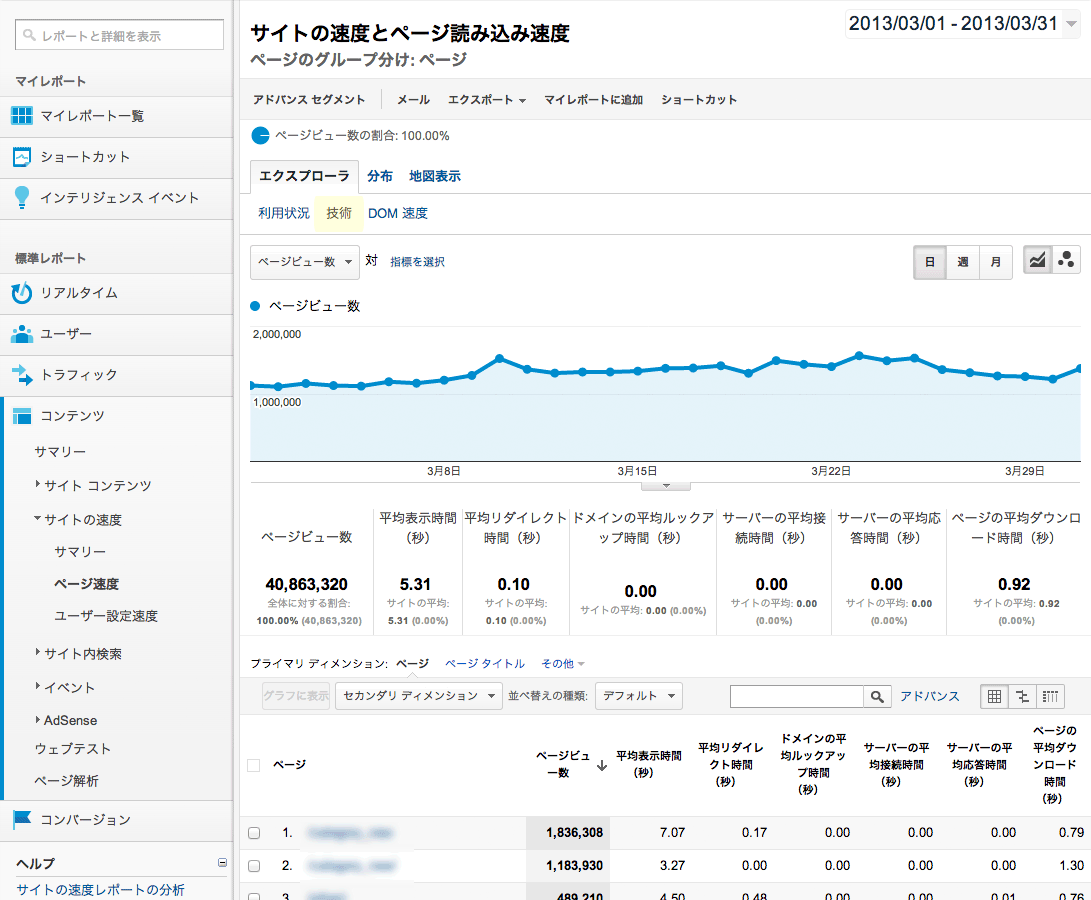 レポートと詳細を表示
マイレポート
マイレポート一覧
ショートカット
インテリジェンス イベント
標準レポート
リアルタイム
ユーザー
トラフィック
コンテンツ
サマリー
サイト コンテンツ
サイトの速度
サマリー
ページ速度
ユーザー設定速度
サイト内検索
イベント
AdSense
ウェブテスト
ページ解析
コンバージョン
ヘルプ
サイトの速度レポートの分析
サイトの速度とページ読み込み速度
2013/03/01 - 2013/03/31
ページのグループ分け: ページ
アドバンス セグメント メール エクスポート マイレポートに追加 ショートカット
ページビュー数の割合: 100.00%
エクスプローラ 分布 地図表示
利用状況 技術 DOM 速度
ページビュー数 対 指標を選択 日 週 月
ページビュー数
2,000,000
1,000,000
3月8日 3月15日 3月22日 3月29日
ページビュー数
40,863,320
全体に対する割合:
100.00% (40,863,320)
平均表示時間
（秒）
5.31
サイトの平均:
5.31 (0.00%)
平均リダイレクト
時間（秒）
0.10
サイトの平均:
0.10 (0.00%)
ドメインの平均ルックア
ップ時間（秒）
0.00
サイトの平均: 0.00 (0.00%)
サーバーの平均接
続時間（秒）
0.00
サイトの平均: 0.00
(0.00%)
サーバーの平均応
答時間（秒）
0.00
サイトの平均: 0.00
(0.00%)
ページの平均ダウンロ
ード時間（秒）
0.92
サイトの平均: 0.92
(0.00%)
プライマリ ディメンション: ページ ページ タイトル その他
グラフに表示 セカンダリ ディメンション 並べ替えの種類: デフォルト アドバンス
ページ
ページビュ
ー数
平均表示時間
（秒）
平均リダイレ
クト時間
（秒）
ドメインの平
均ルックアッ
プ時間
（秒）
サーバーの平
均接続時間
（秒）
サーバーの平
均応答時間
（秒）
ページの
平均ダウ
ンロード
時間
（秒）
1. 1,836,308 7.07 0.17 0.00 0.00 0.00 0.79
2. 1,183,930 3.27 0.00 0.00 0.00 0.00 1.30
3. 489,210 4.50 0.48 0.00 0.00 0.01 0.76